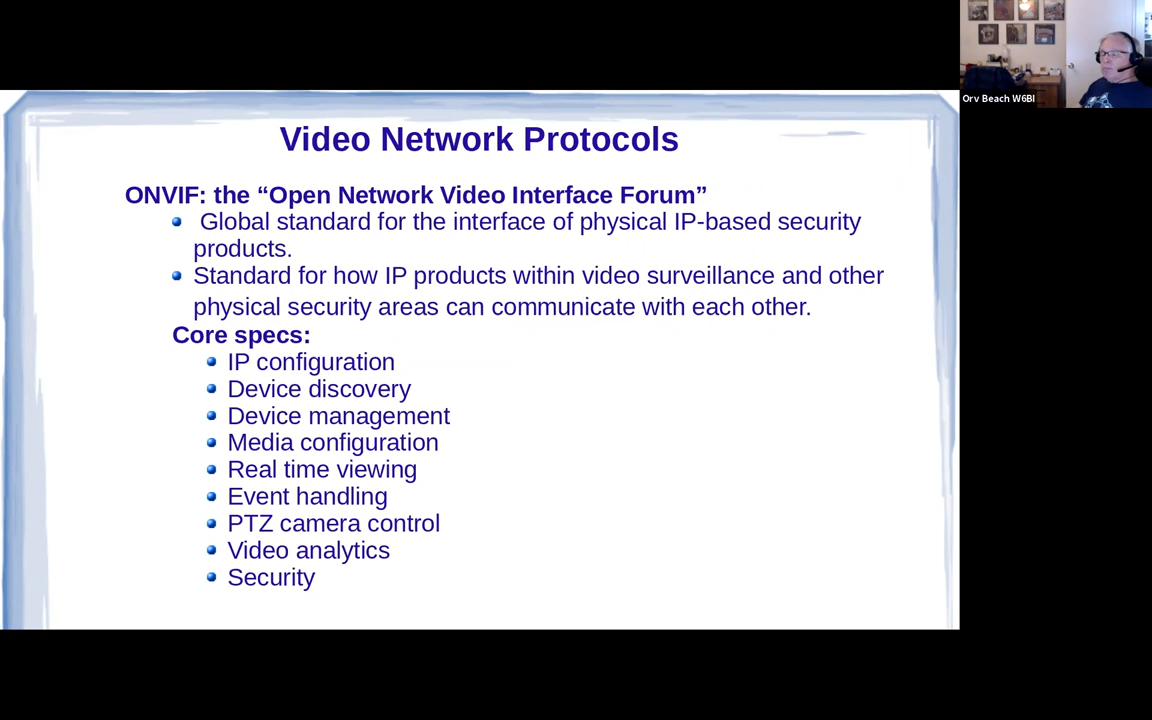 Video Network Protocols
ONVIF: the “Open Network Video Interface Forum”
Global standard for the interface of physical IP-based security
products.
Standard for how IP products within video surveillance and other
physical security areas can communicate with each other.
Core specs:
IP configuration
Device discovery
Device management
Media configuration
Real time viewing
Event handling
PTZ camera control
Video analytics
Security
Orv Beach W6BI